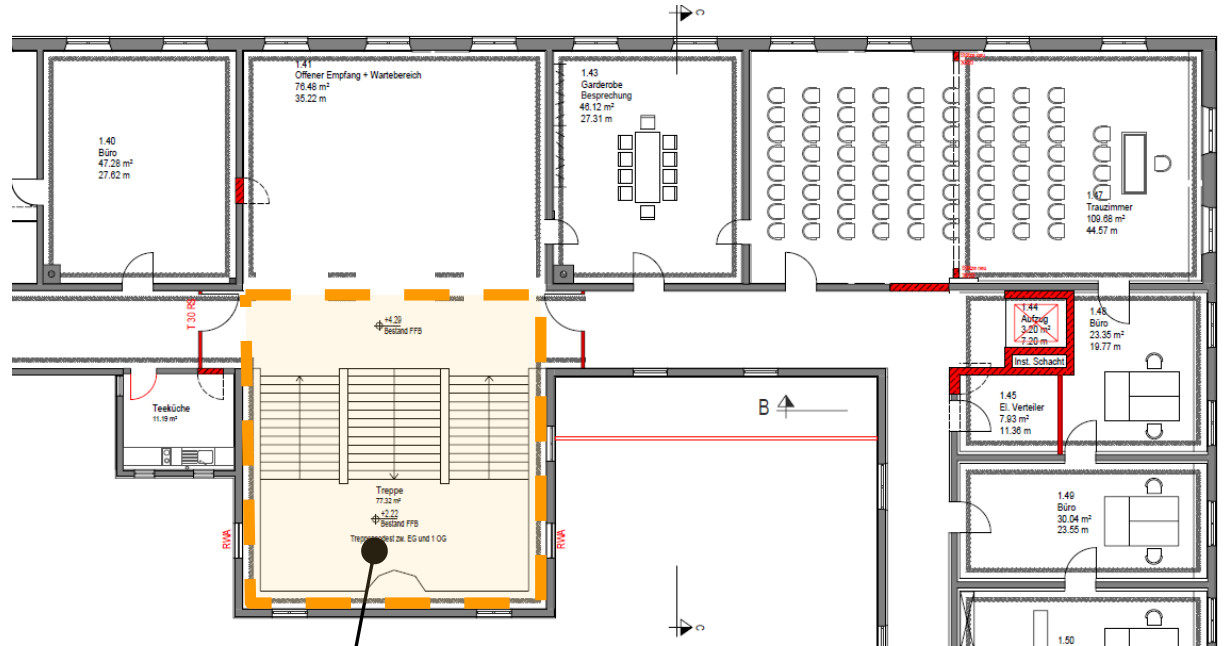 C
1.41
Offener Empfang + Wartebereich
76.48 m²
35.22 m
1.43
Garderobe
Besprechung
46.12 m²
27.31 m
1.40
Büro
47.28 m²
27.62 m
1.47
Trauzimmer
109.68 m²
44.57 m
T 30 RS
+4.29
Bestand FFB
1.44
Aufzug
3.20 m²
7.20 m
Inst. Schacht
1.48
Büro
23.35 m²
19.77 m
Teeküche
11.19 m²
B
1.45
El. Verteiler
7.93 m²
11.36 m
Treppe
77.32 m²
+2.22
Bestand FFB
zw. EG und 1 OG
RWA
RWA
1.49
Büro
30.04 m²
23.55 m
C
1.50